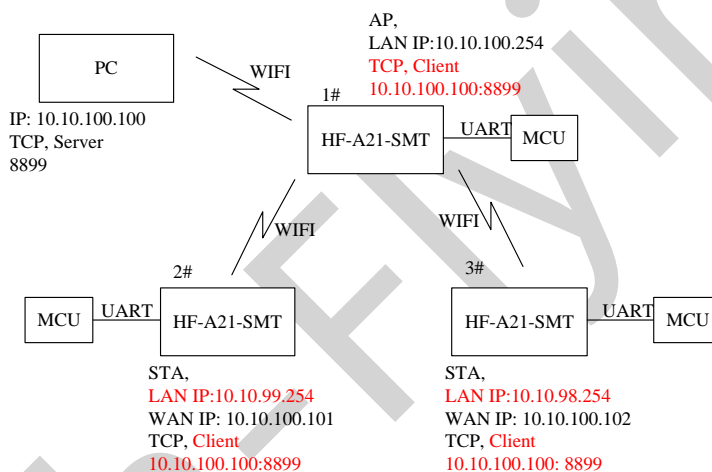 AP,
LAN IP:10.10.100.254
TCP, Client
10.10.100.100:8899
PC
WIFI
IP: 10.10.100.100
TCP, Server
8899
1#
HF-A21-SMT
UART
MCU
WIFI
WIFI
2#
MCU
UART
HF-A21-SMT
STA,
LAN IP:10.10.99.254
WAN IP: 10.10.100.101
TCP, Client
10.10.100.100:8899
3#
HF-A21-SMT
UART
MCU
STA,
LAN IP:10.10.98.254
WAN IP: 10.10.100.102
TCP, Client
10.10.100.100: 8899